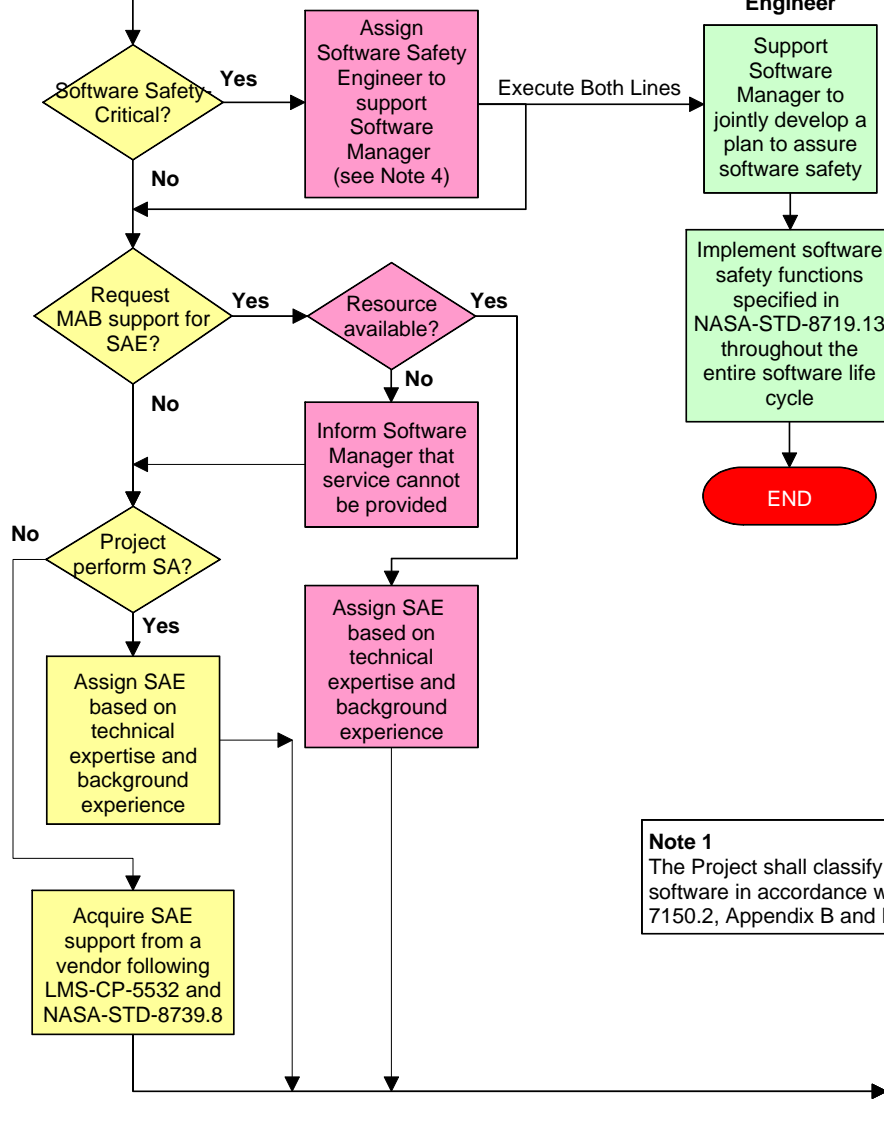 Engineer
Software Safety-
Critical?
Yes
No
Assign
Software Safety
Engineer to
support
Software
Manager
(see Note 4)
Execute Both Lines
Support
Software
Manager to
jointly develop a
plan to assure
software safety
Implement software
safety functions
specified in
NASA-STD-8719.13
throughout the
entire software life
cycle
END
Request
MAB support for
SAE?
Yes
No
Resource
available?
Yes
No
Inform Software
Manager that
service cannot
be provided
Project
perform SA?
No
Yes
Assign SAE
based on
technical
expertise and
background
experience
Assign SAE
based on
technical
expertise and
background
experience
Acquire SAE
support from a
vendor following
LMS-CP-5532 and
NASA-STD-8739.8
Note 1
The Project shall classify
software in accordance
7150.2, Appendix B and